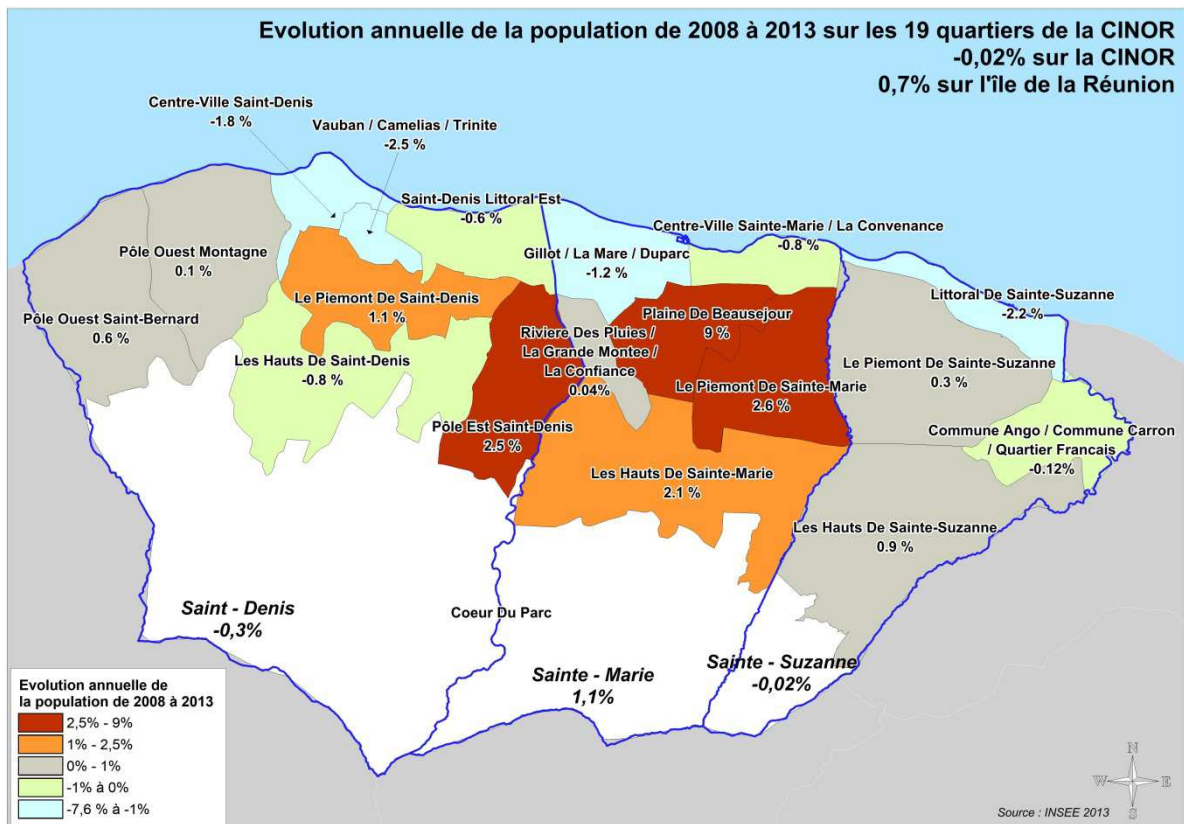 Evolution annuelle de la population de 2008 à 2013 sur les 19 quartiers de la CINOR
-0,02% sur la CINOR
0,7% sur l'île de la Réunion
Centre-Ville Saint-Denis
-1.8 %
Vauban / Camelias / Trinite
-2.5 %
Saint-Denis Littoral Est
-0.6 %
Centre-Ville Sainte-Marie / La Convenance
-0.8 %
Pôle Ouest Montagne
0.1 %
Gillot / La Mare / Duparc
-1.2 %
Le Piemont De Saint-Denis
1.1 %
Littoral De Sainte-Suzanne
-2.2 %
Pôle Ouest Saint-Bernard
0.6 %
Plaine De Beausejour
9 %
Riviere Des Pluies /
La Grande Montee /
La Confiance
0.04%
Les Hauts De Saint-Denis
-0.8 %
Le Piemont De Sainte-Suzanne
0.3 %
Le Piemont De Sainte-Marie
2.6 %
Pôle Est Saint-Denis
2.5 %
Commune Ango / Commune Carron
/ Quartier Francais
-0.12%
Les Hauts De Sainte-Marie
2.1 %
Les Hauts De Sainte-Suzanne
0.9 %
Saint - Denis
-0,3%
Coeur Du Parc
Sainte - Marie
1,1%
Sainte - Suzanne
-0,02%
Evolution annuelle de
la population de 2008 à 2013
2,5% - 9%
1% - 2,5%
0% - 1%
-1% à 0%
-7,6 % à -1%
N
W E
S
Source : INSEE 2013